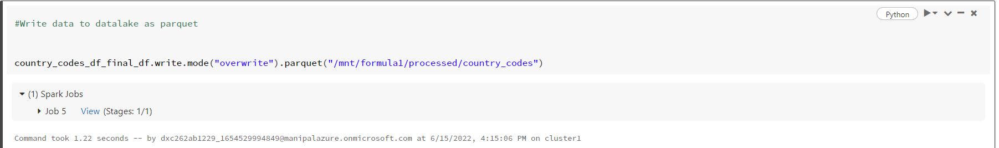 Python
#Write data to datalake as parquet
country_codes_df_final_df.write.mode("overwrite").parquet("/mnt/formula1/processed/country_codes")
(1) Spark Jobs
Job 5 View (Stages: 1/1)
Command took 1.22 seconds -- by dxc262ab1229_1654529994849@manipalazure.onmicrosoft.com at 6/15/2022, 4:15:06 PM on cluster1